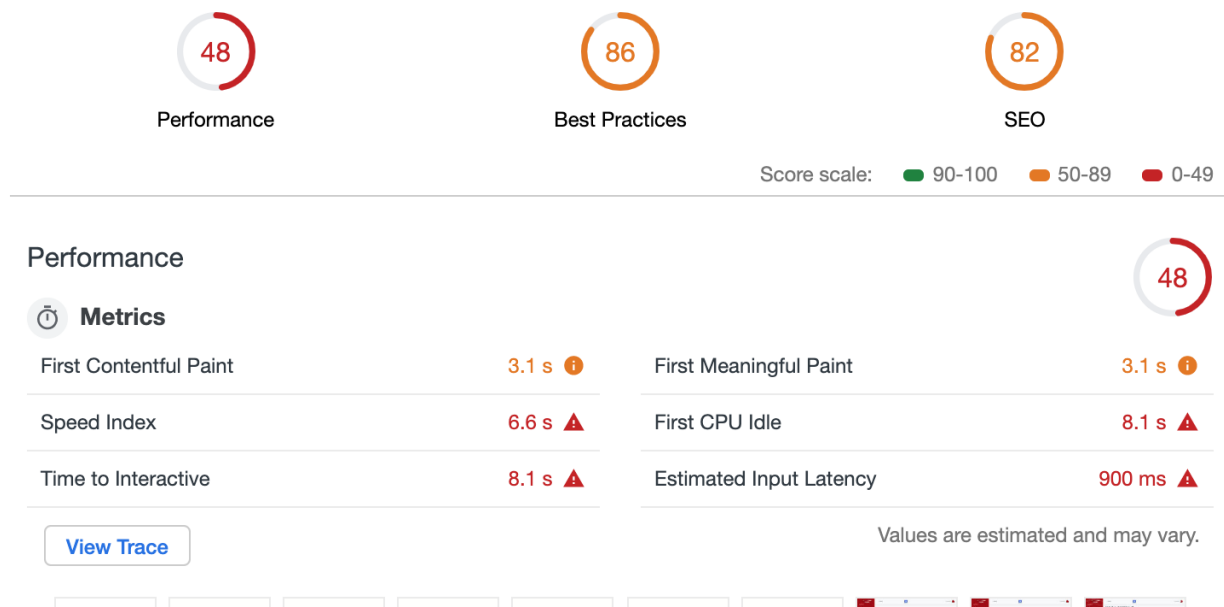 48
86
82
Performance
Best Practices
SEO
Score scale: 90-100 50-89 0-49
Performance
48
Metrics
First Contentful Paint 3.1 s
First Meaningful Paint 3.1 s
Speed Index 6.6 s
First CPU Idle 8.1 s
Time to Interactive 8.1 s
Estimated Input Latency 900 ms
View Trace
Values are estimated and may vary.